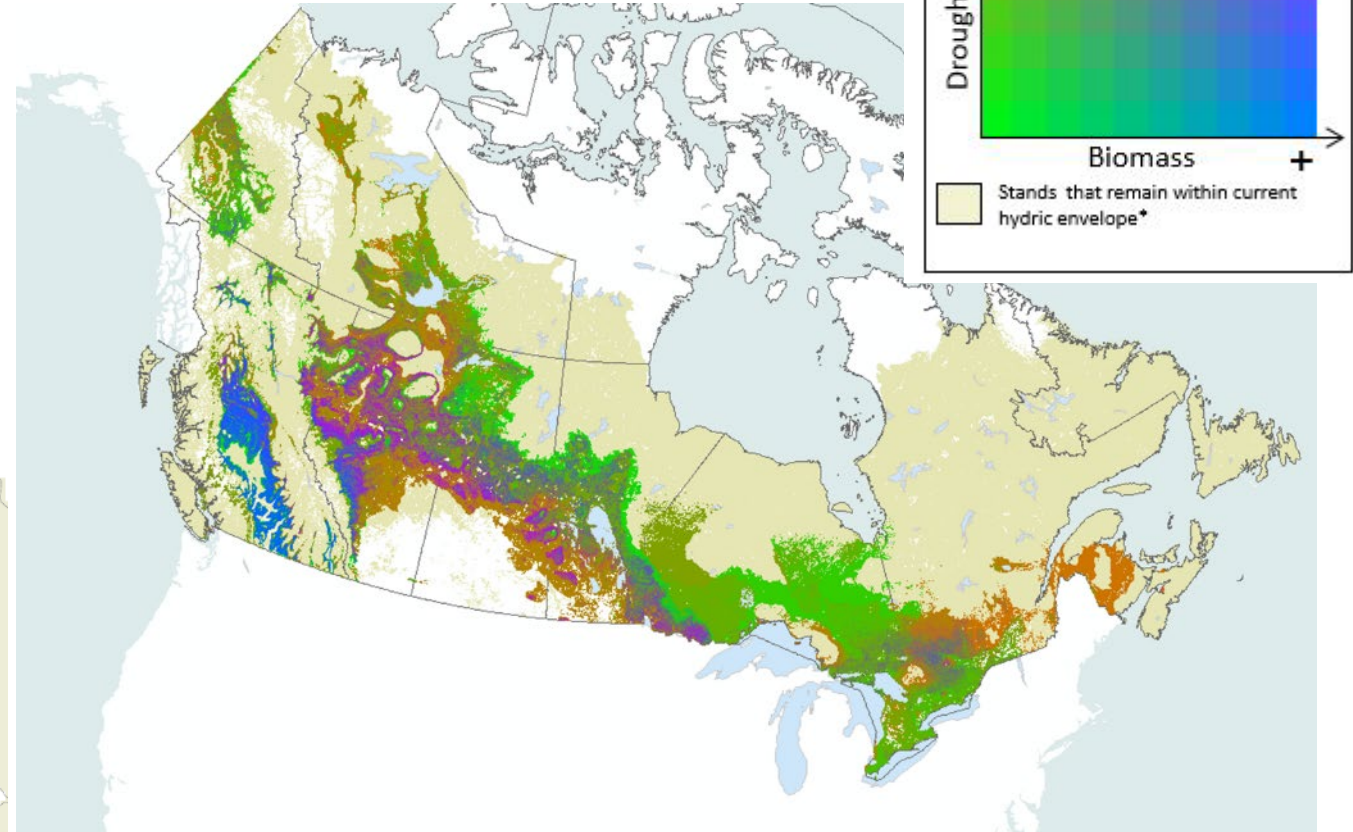 Drough
Biomass +
Stands that remain within current
hydric envelope*